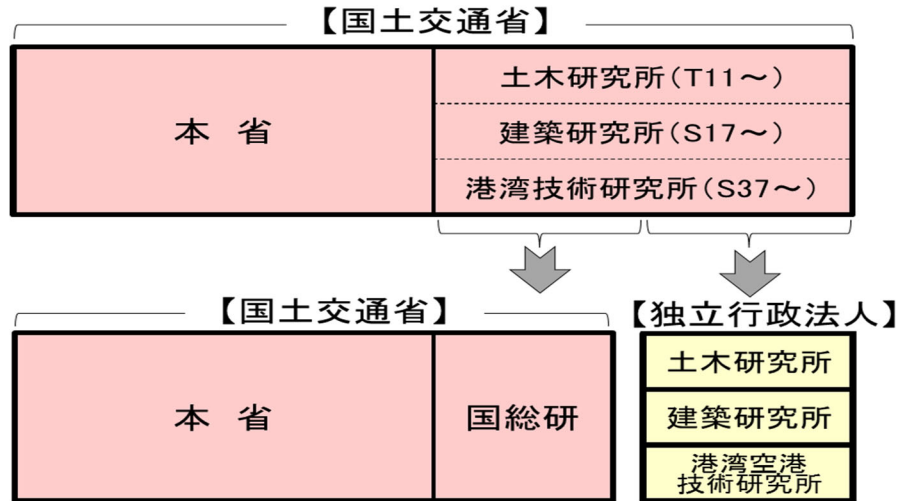 【国土交通省】
本 省
土木研究所(T11～)
建築研究所(S17～)
港湾技術研究所(S37～)
【国土交通省】
【独立行政法人】
本 省
国総研
土木研究所
建築研究所
港湾空港
技術研究所